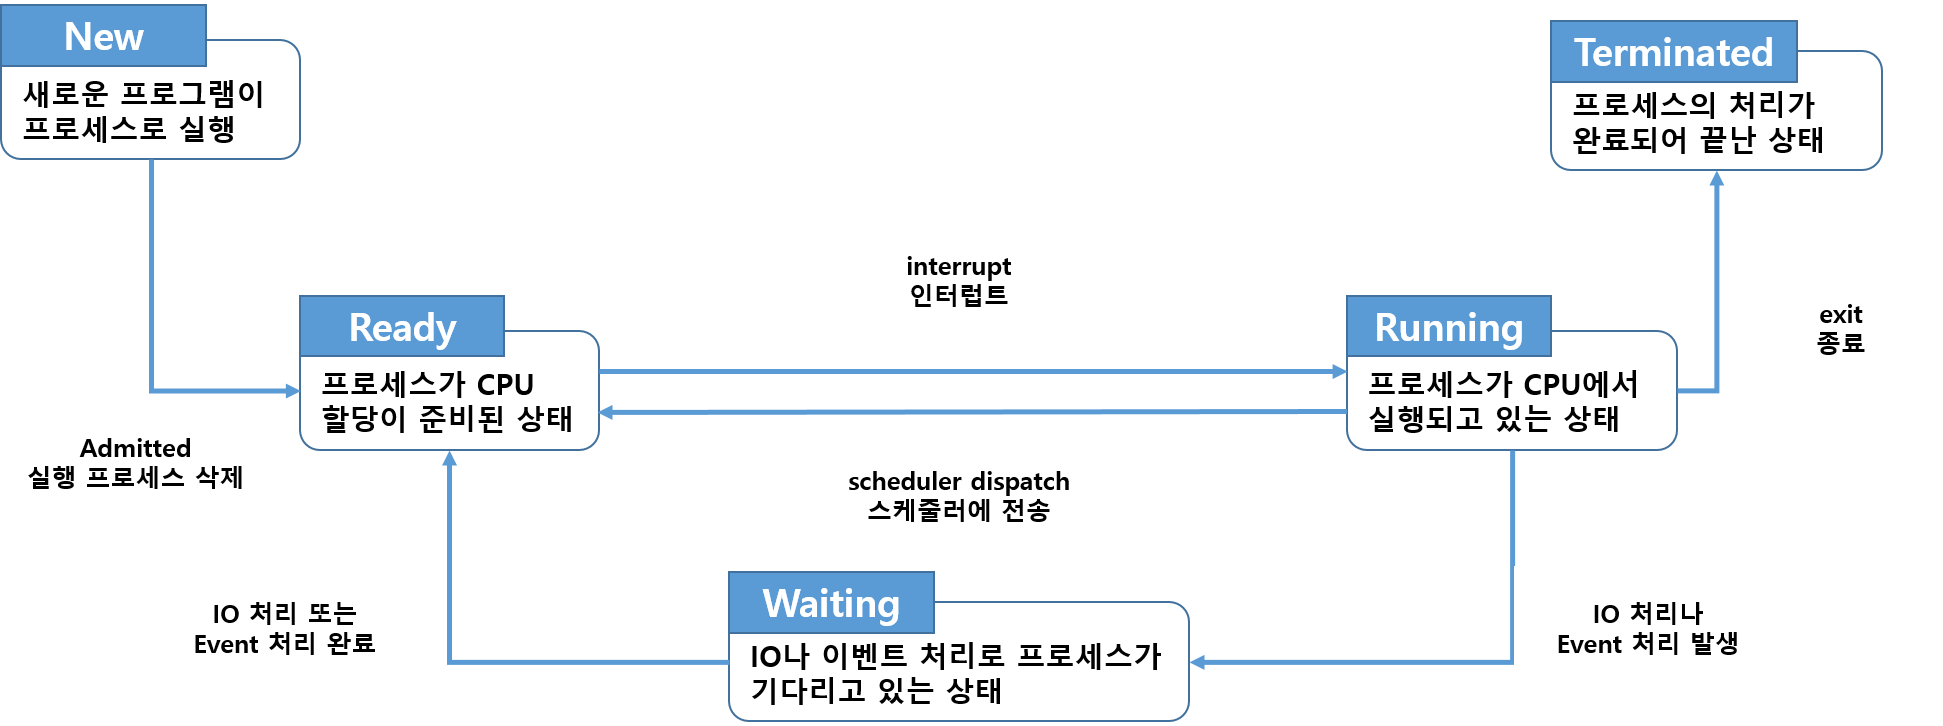 New
새로운 프로그램이
프로세스로 실행
Terminated
프로세스의 처리가
완료되어 끝난 상태
interrupt
인터럽트
exit
종료
Ready
프로세스가 CPU
할당이 준비된 상태
Running
프로세스가 CPU에서
실행되고 있는 상태
Admitted
실행 프로세스 삭제
scheduler dispatch
스케줄러에 전송
IO 처리 또는
Event 처리 완료
Waiting
IO나 이벤트 처리로 프로세스가
기다리고 있는 상태
IO 처리나
Event 처리 발생